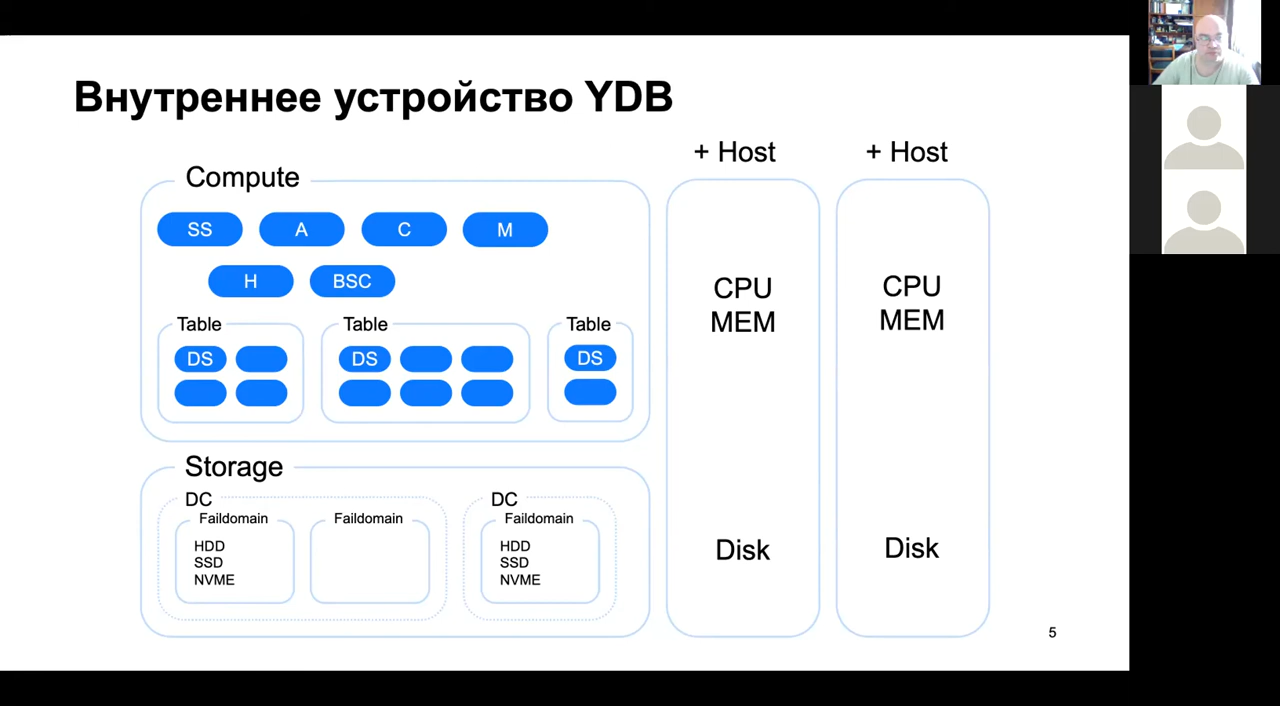 Внутреннее устройство YDB
+ Host
+ Host
Compute
SS
A
C
M
H
BSC
Table
Table
Table
DS
DS
DS
CPU
MEM
CPU
MEM
Storage
DC
DC
Faildomain
Faildomain
Faildomain
HDD
SSD
NVME
HDD
SSD
NVME
Disk
Disk
5